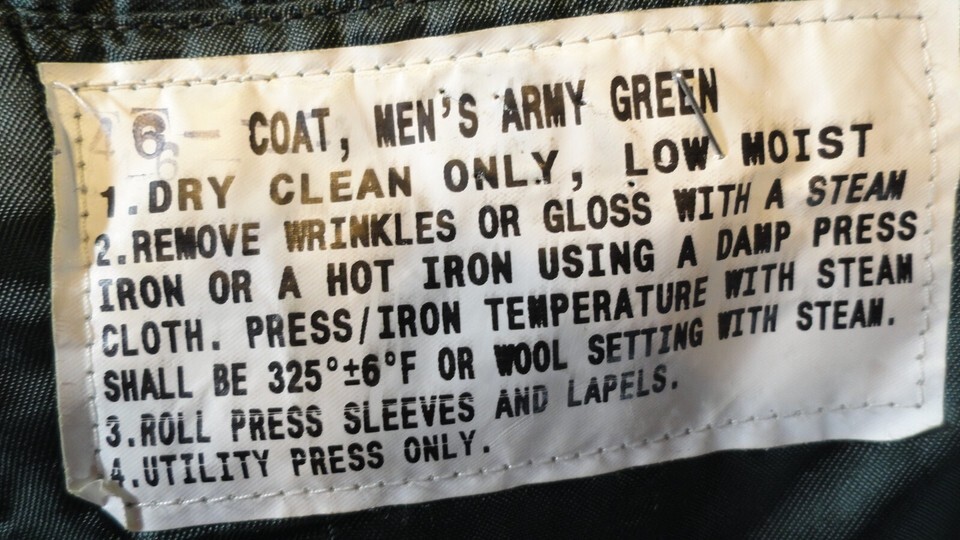 6 - COAT, MEN'S ARMY GREEN
1.DRY CLEAN ONLY, LOW MOIST
2.REMOVE WRINKLES OR GLOSS WITH A STEAM
IRON OR A HOT IRON USING A DAMP PRESS
CLOTH. PRESS/IRON TEMPERATURE WITH STEAM
SHALL BE 325°±6°F OR WOOL SETTING WITH STEAM.
3.ROLL PRESS SLEEVES AND LAPELS.
4.UTILITY PRESS ONLY.